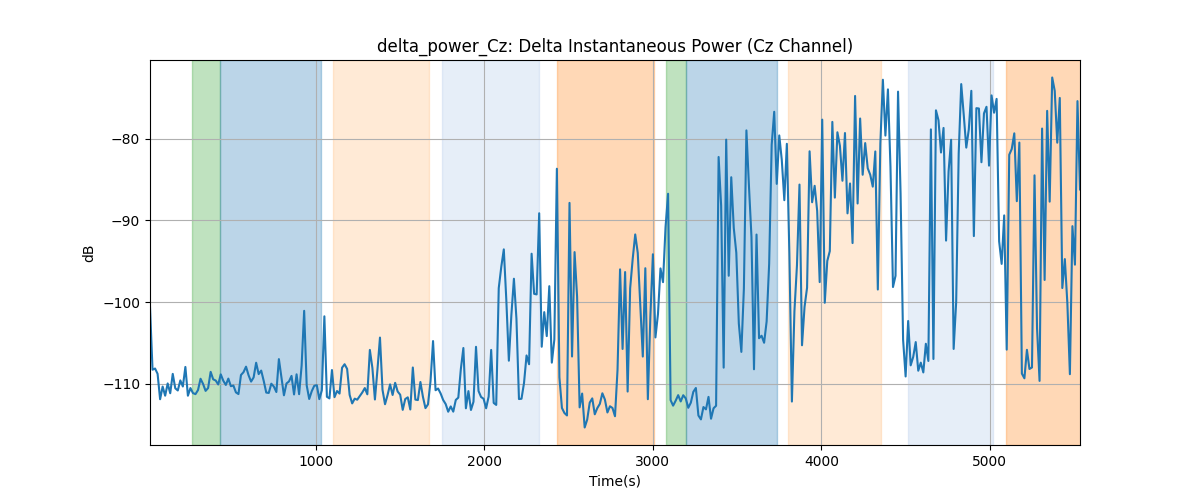 delta_power_Cz: Delta Instantaneous Power (Cz Channel)
dB
−80
−90
−100
−110
1000 2000 3000 4000 5000
Time(s)